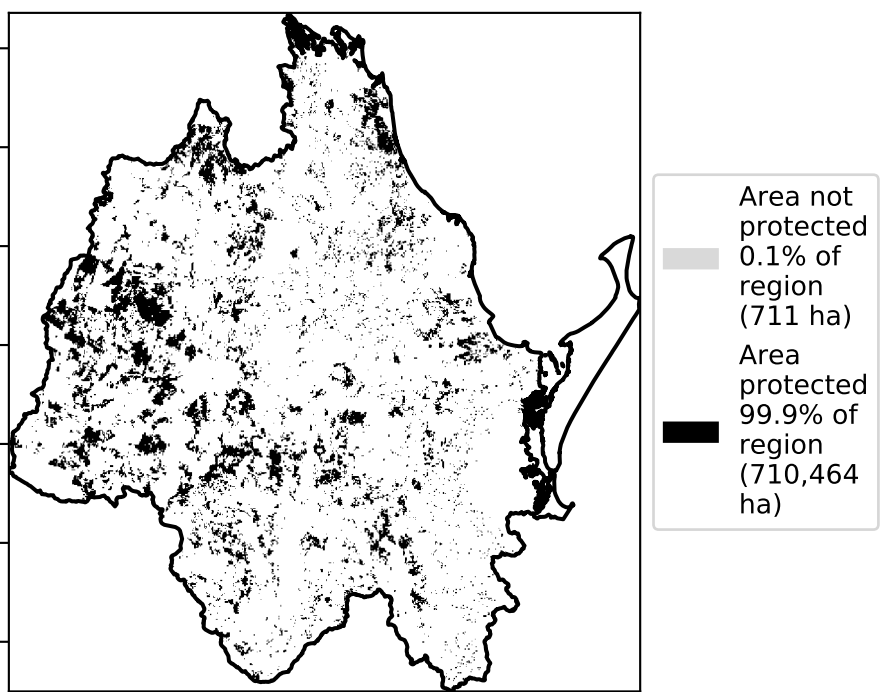 Area not
protected
0.1% of
region
(711 ha)
Area
protected
99.9% of
region
(710,464
ha)